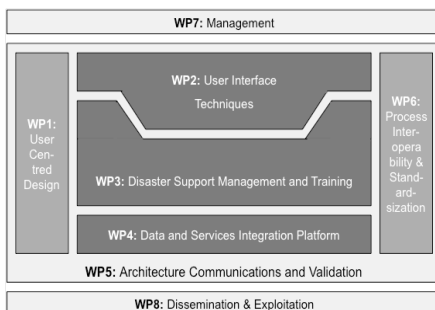 WP7: Management
WP2: User Interface
Techniques
WP1:
User
Cen-
tred
Design
WP6:
Process
Inter-
opera
bility &
Stand-
ard-
sization
WP3: Disaster Support Management and Training
WP4: Data and Services Integration Platform
WP5: Architecture Communications and Validation
WP8: Dissemination & Exploitation